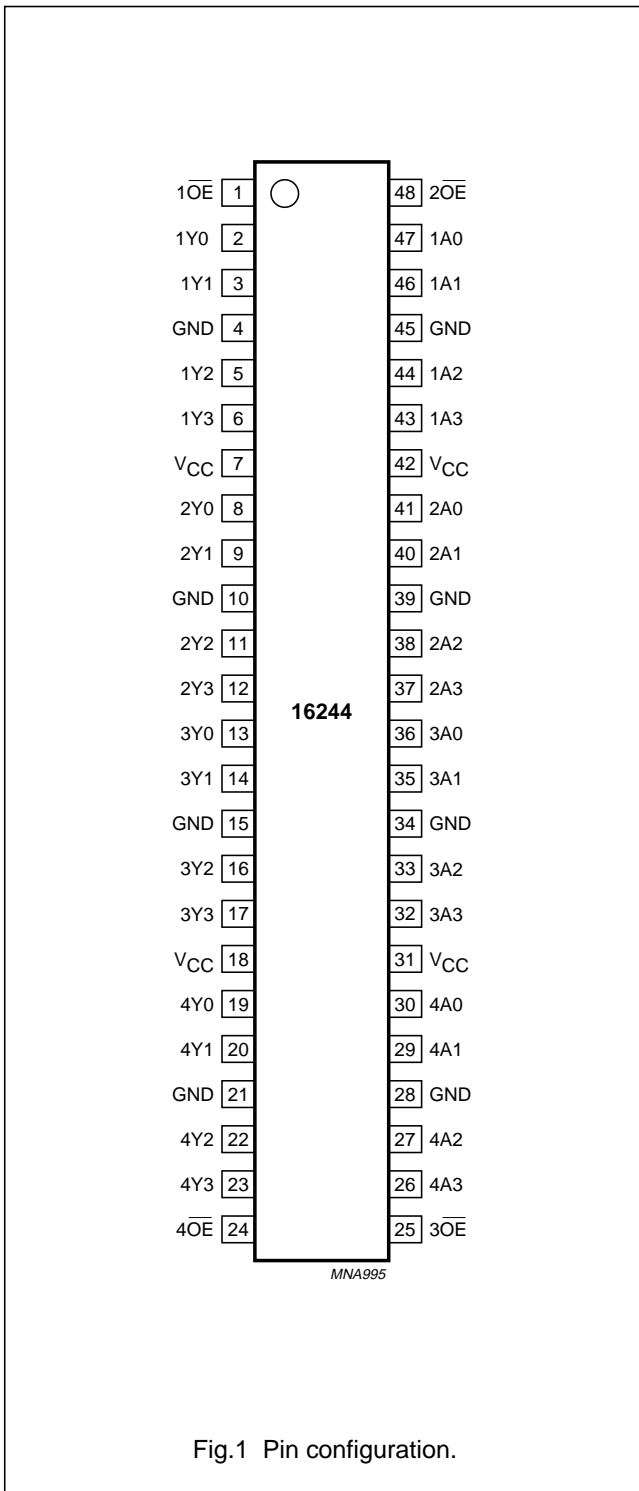 1O̅E̅ 1 48 2O̅E̅
1Y0 2 47 1A0
1Y1 3 46 1A1
GND 4 45 GND
1Y2 5 44 1A2
1Y3 6 43 1A3
VCC 7 42 VCC
2Y0 8 41 2A0
2Y1 9 40 2A1
GND 10 39 GND
2Y2 11 38 2A2
2Y3 12 37 2A3
16244
3Y0 13 36 3A0
3Y1 14 35 3A1
GND 15 34 GND
3Y2 16 33 3A2
3Y3 17 32 3A3
VCC 18 31 VCC
4Y0 19 30 4A0
4Y1 20 29 4A1
GND 21 28 GND
4Y2 22 27 4A2
4Y3 23 26 4A3
4O̅E̅ 24 25 3O̅E̅
MNA995
Fig.1 Pin configuration.